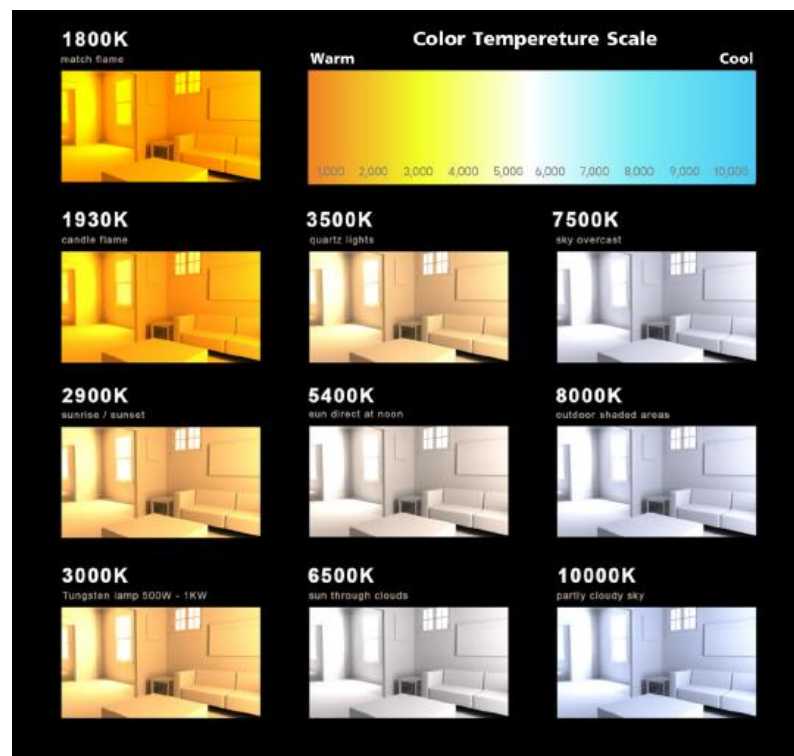 1800K
match flame
Color Tempereture Scale
Warm
Cool
1,000 2,000 3,000 4,000 5,000 6,000 7,000 8,000 9,000 10,000
1930K
candle flame
3500K
quartz lights
7500K
sky overcast
2900K
sunrise / sunset
5400K
sun direct at noon
8000K
outdoor shaded areas
3000K
Tungsten lamp 500W - 1KW
6500K
sun through clouds
10000K
partly cloudy sky